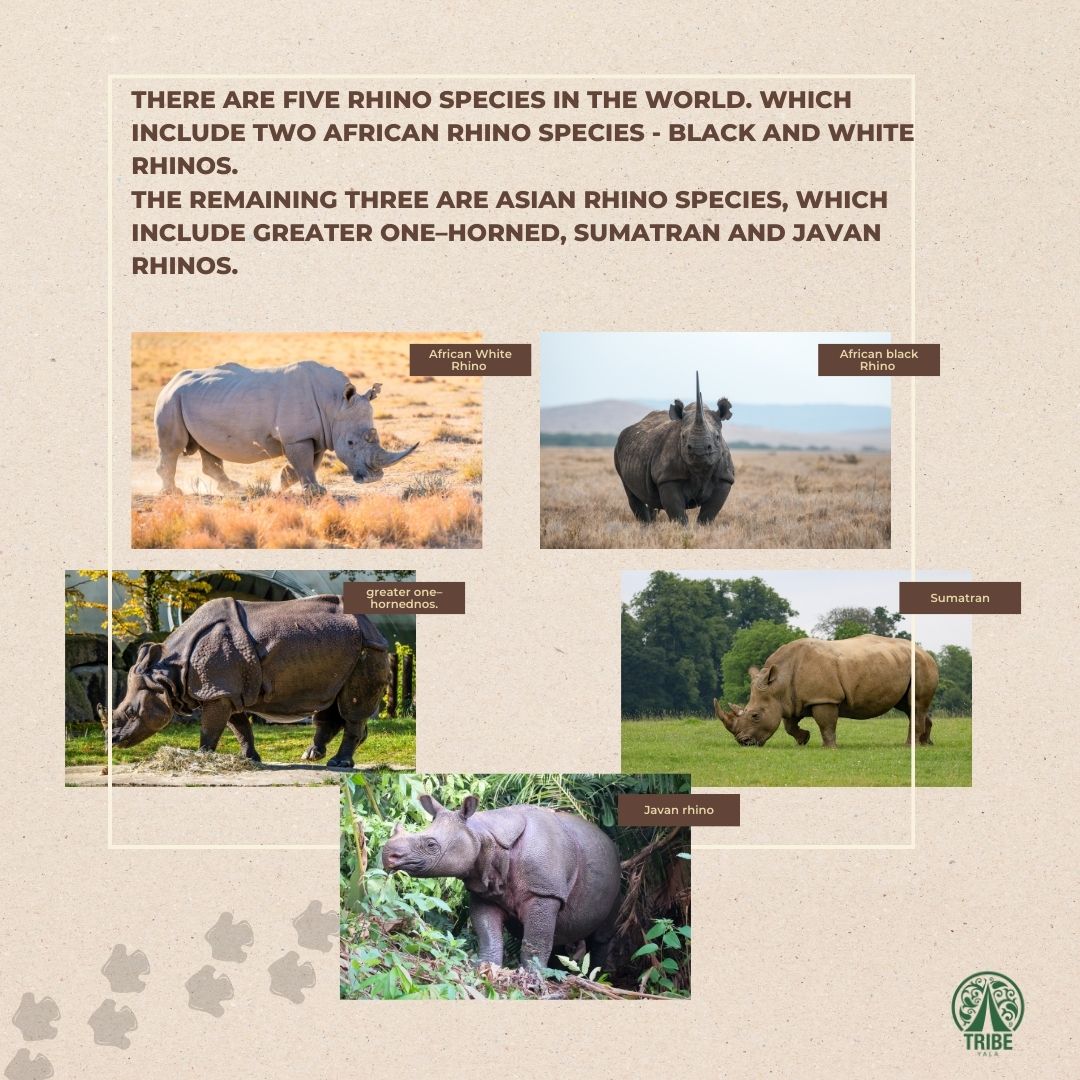 THERE ARE FIVE RHINO SPECIES IN THE WORLD. WHICH
INCLUDE TWO AFRICAN RHINO SPECIES - BLACK AND WHITE
RHINOS.
THE REMAINING THREE ARE ASIAN RHINO SPECIES, WHICH
INCLUDE GREATER ONE–HORNED, SUMATRAN AND JAVAN
RHINOS.
African White
Rhino
African black
Rhino
greater one–
hornednos.
Sumatran
Javan rhino
TRIBE
YALA